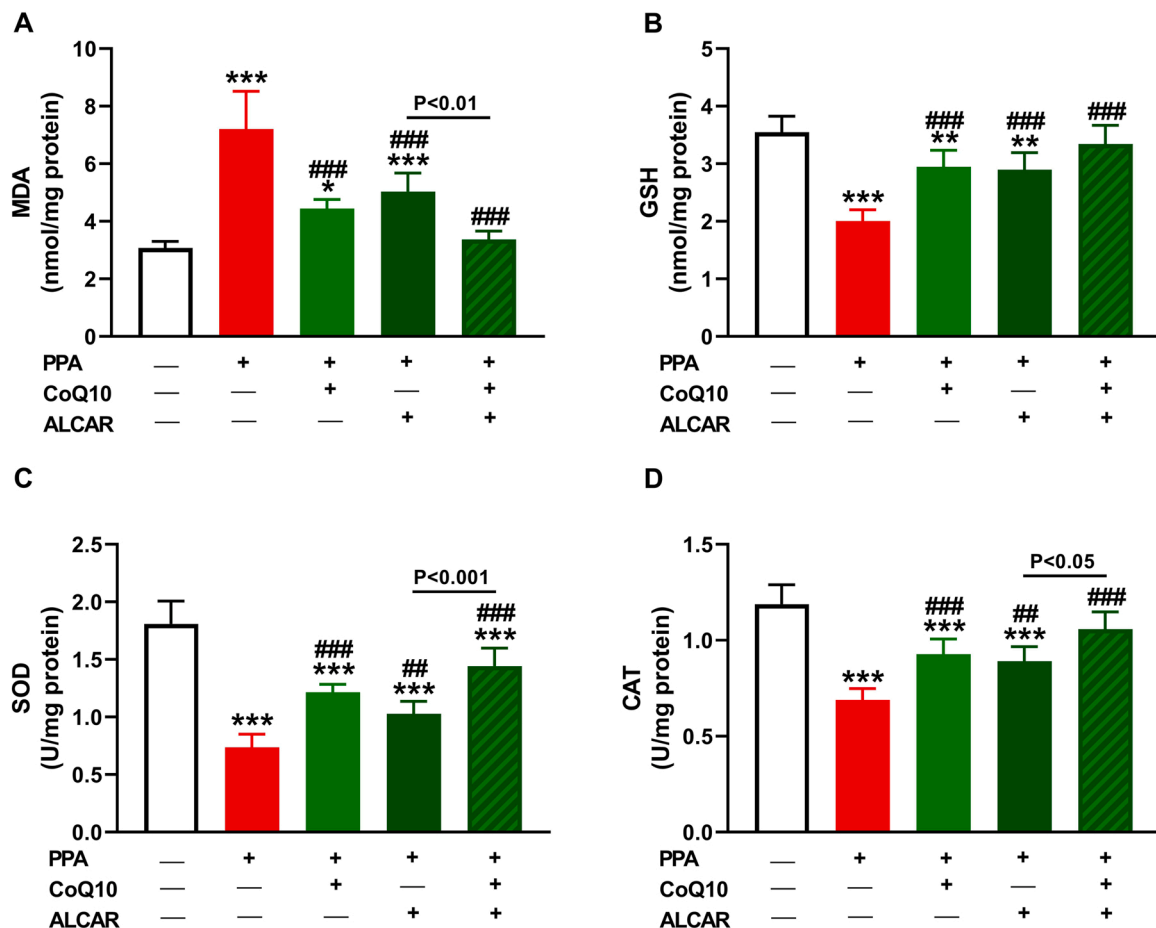 A
MDA
(nmol/mg protein)
10
8
6
4
2
0
***
###
*
###
***
P<0.01
###
PPA — + + + +
CoQ10 — — + — +
ALCAR — — — + +
B
GSH
(nmol/mg protein)
5
4
3
2
1
0
***
###
**
###
**
###
PPA — + + + +
CoQ10 — — + — +
ALCAR — — — + +
C
SOD
(U/mg protein)
2.5
2.0
1.5
1.0
0.5
0.0
***
###
***
##
***
P<0.001
###
***
PPA — + + + +
CoQ10 — — + — +
ALCAR — — — + +
D
CAT
(U/mg protein)
1.5
1.0
0.5
0.0
***
###
***
##
***
P<0.05
###
PPA — + + + +
CoQ10 — — + — +
ALCAR — — — + +